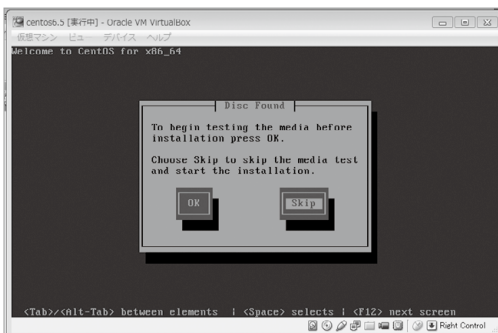 centos6.5 [実行中] - Oracle VM VirtualBox
仮想マシン ビュー デバイス ヘルプ
Welcome to CentOS for x86_64
Disc Found
To begin testing the media before
installation press OK.
Choose Skip to skip the media test
and start the installation.
OK Skip
<Tab>/<Alt-Tab> between elements | <Space> selects | <F12> next screen
Right Control